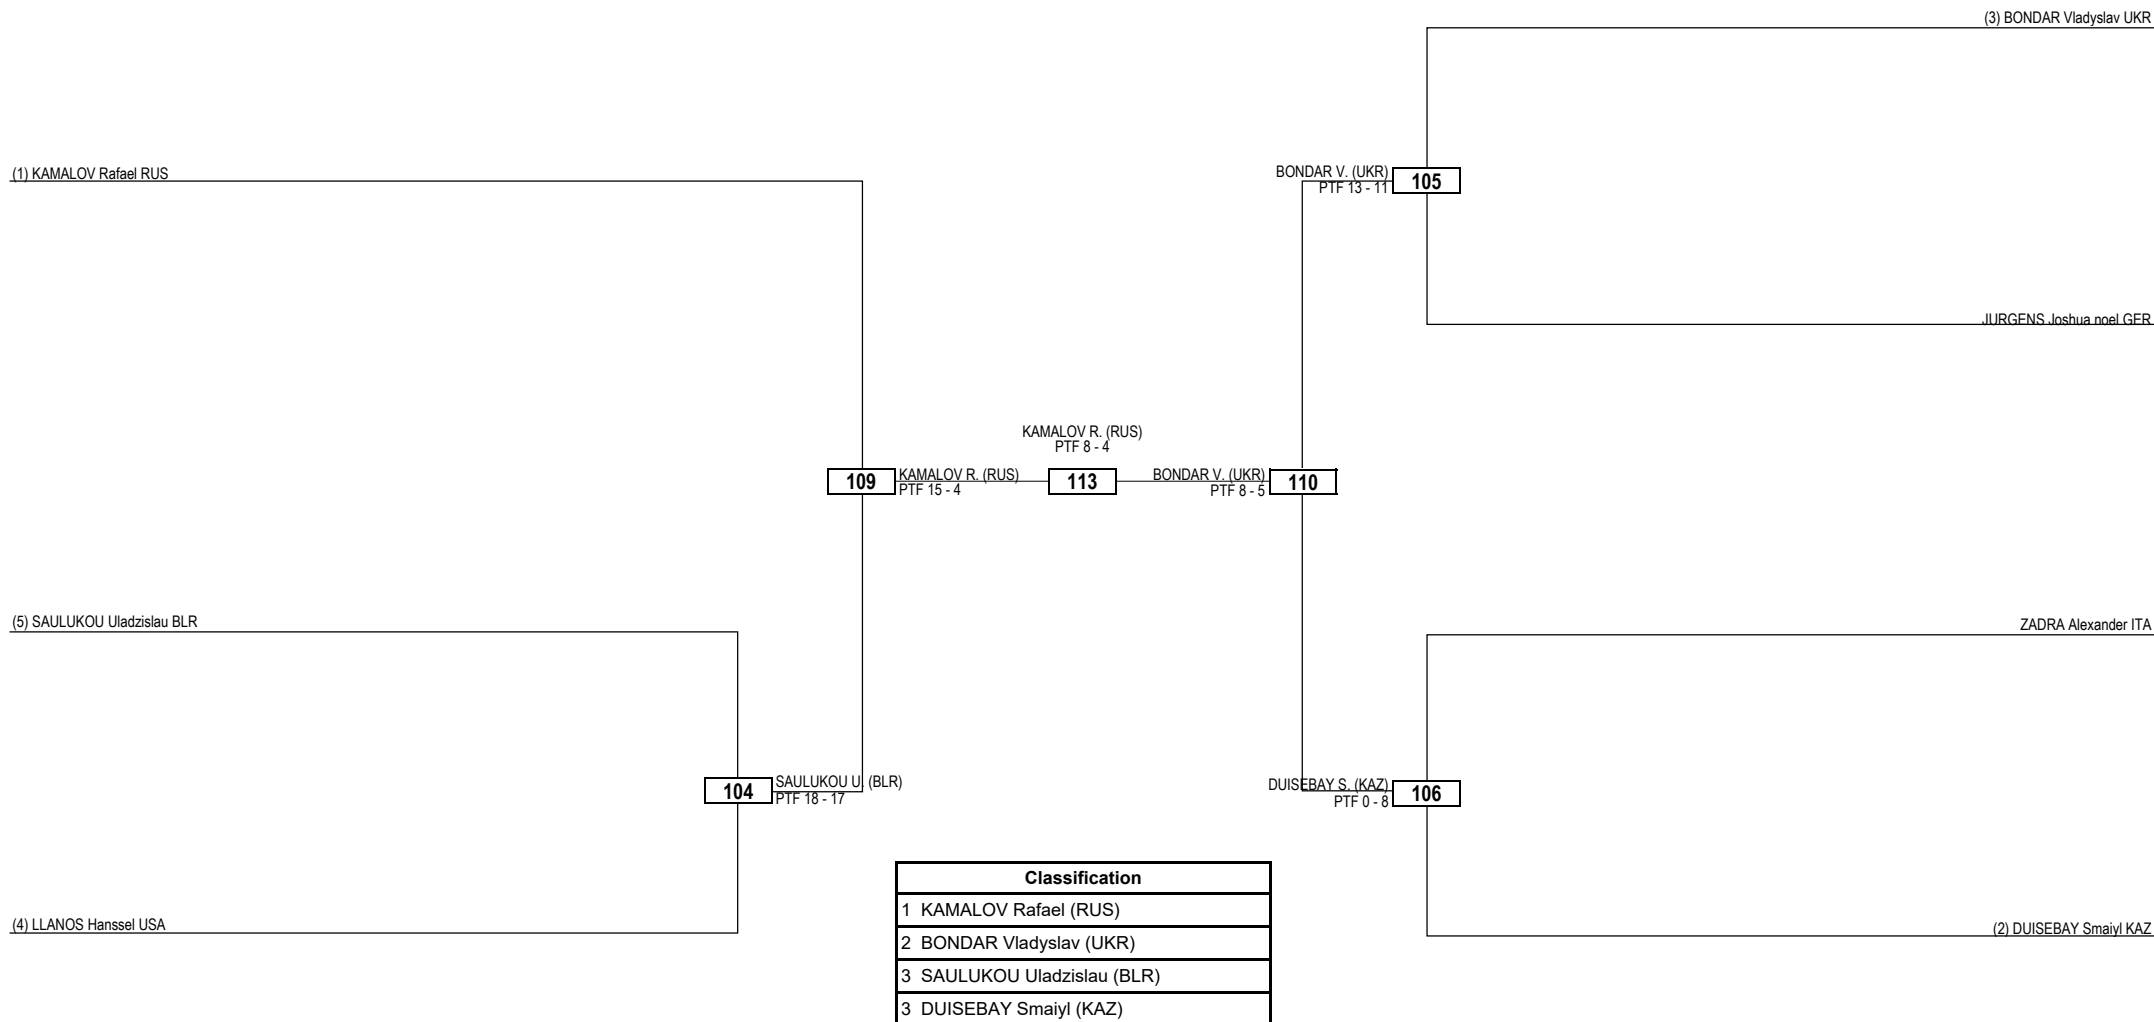 (3) BONDAR Vladyslav UKR
(1) KAMALOV Rafael RUS
BONDAR V. (UKR)
PTF 13 - 11
105
JURGENS Joshua noel GER
KAMALOV R. (RUS)
PTF 8 - 4
109
KAMALOV R. (RUS)
PTF 15 - 4
113
BONDAR V. (UKR)
PTF 8 - 5
110
(5) SAULUKOU Uladzislau BLR
ZADRA Alexander ITA
104
SAULUKOU U. (BLR)
PTF 18 - 17
DUISEBAY S. (KAZ)
PTF 0 - 8
106
(4) LLANOS Hanssel USA
(2) DUISEBAY Smaiyl KAZ
Classification
1 KAMALOV Rafael (RUS)
2 BONDAR Vladyslav (UKR)
3 SAULUKOU Uladzislau (BLR)
3 DUISEBAY Smaiyl (KAZ)